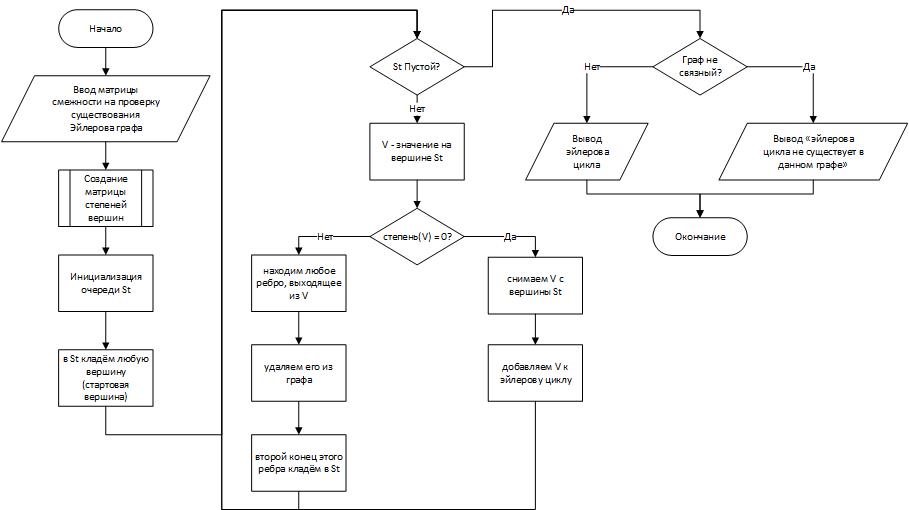 Начало
Ввод матрицы
смежности на проверку
существования
Эйлерова графа
Создание
матрицы
степеней
вершин
Инициализация
очереди St
в St кладём любую
вершину
(стартовая
вершина)
St Пустой?
Да
Нет
V - значение на
вершине St
степень(V) = 0?
Нет
Да
находим любое
ребро, выходящее
из V
удаляем его из
графа
второй конец этого
ребра кладём в St
снимаем V с
вершины St
добавляем V к
эйлерову циклу
Граф не
связный?
Нет
Да
Вывод
эйлерова
цикла
Вывод «эйлерова
цикла не существует в
данном графе»
Окончание